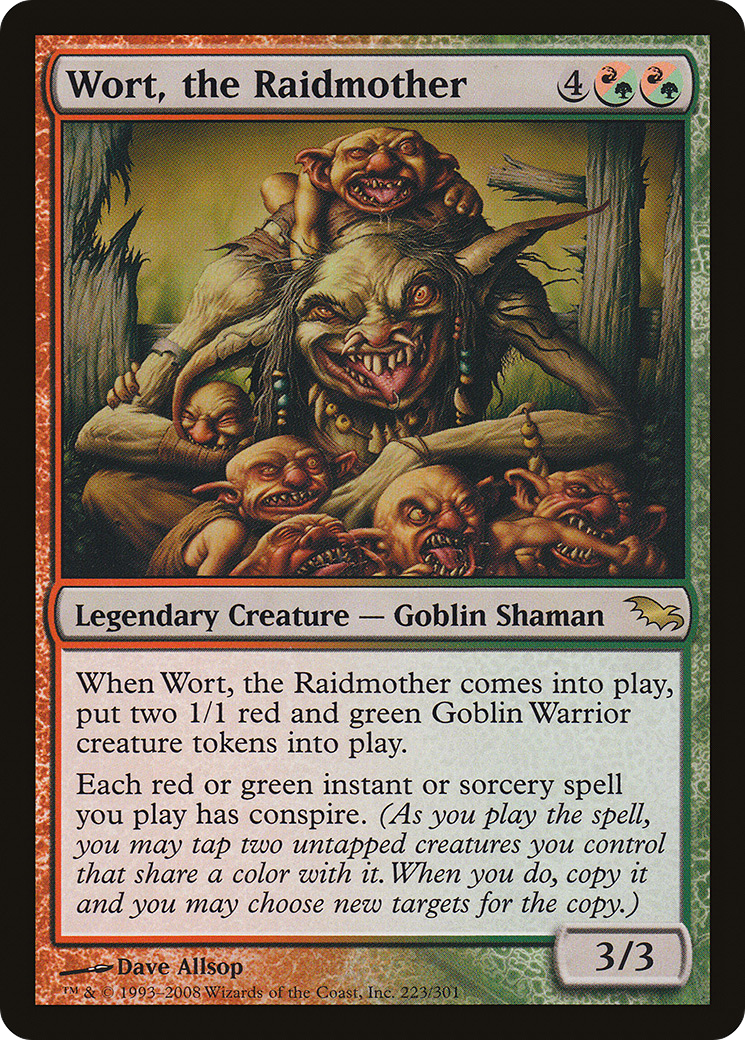 Wort, the Raidmother 4
Legendary Creature — Goblin Shaman
When Wort, the Raidmother comes into play,
put two 1/1 red and green Goblin Warrior
creature tokens into play.
Each red or green instant or sorcery spell
you play has conspire. (As you play the spell,
you may tap two untapped creatures you control
that share a color with it. When you do, copy it
and you may choose new targets for the copy.)
3/3
Dave Allsop
™ & © 1993–2008 Wizards of the Coast, Inc. 223/301